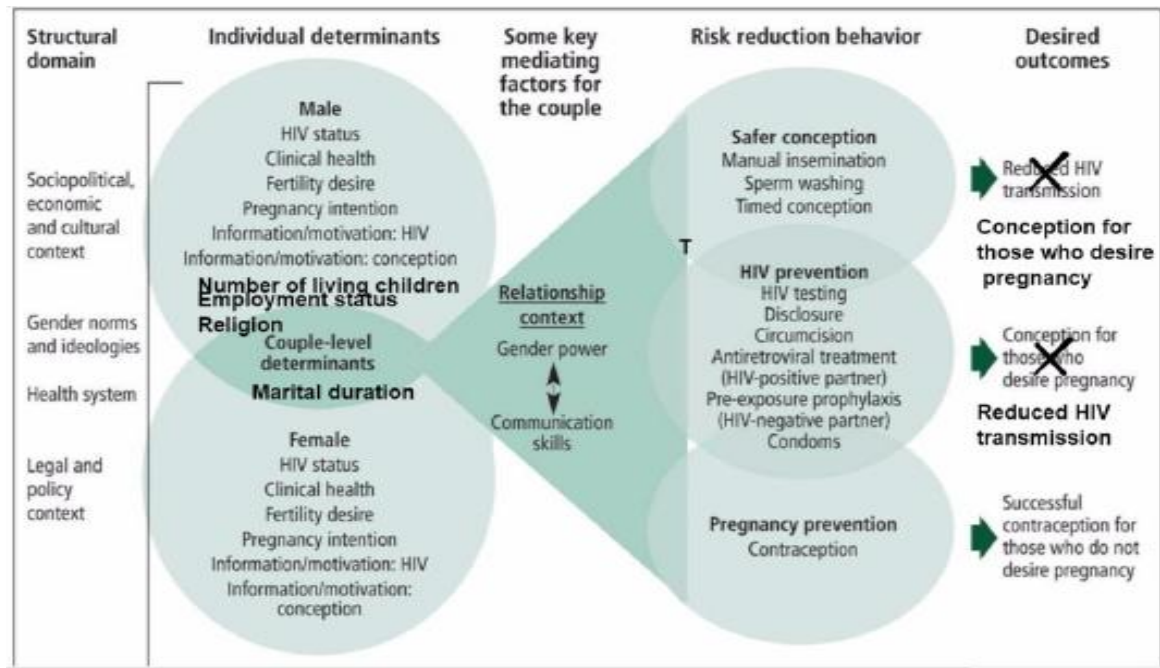 Structural
domain
Individual determinants
Some key
mediating
factors for
the couple
Risk reduction behavior
Desired
outcomes
Sociopolitical,
economic
and cultural
context
Gender norms
and ideologies
Health system
Legal and
policy
context
Male
HIV status
Clinical health
Fertility desire
Pregnancy intention
Information/motivation: HIV
Information/motivation: conception
Number of living children
Employment status
Religion
Couple-level
determinants
Marital duration
Female
HIV status
Clinical health
Fertility desire
Pregnancy intention
Information/motivation: HIV
Information/motivation:
conception
Relationship
context
Gender power
Communication
skills
T
Safer conception
Manual insemination
Sperm washing
Timed conception
HIV prevention
HIV testing
Disclosure
Circumcision
Antiretroviral treatment
(HIV-positive partner)
Pre-exposure prophylaxis
(HIV-negative partner)
Condoms
Pregnancy prevention
Contraception
Reduced HIV
transmission
Conception for
those who desire
pregnancy
Conception for
those who
desire pregnancy
Reduced HIV
transmission
Successful
contraception for
those who do not
desire pregnancy